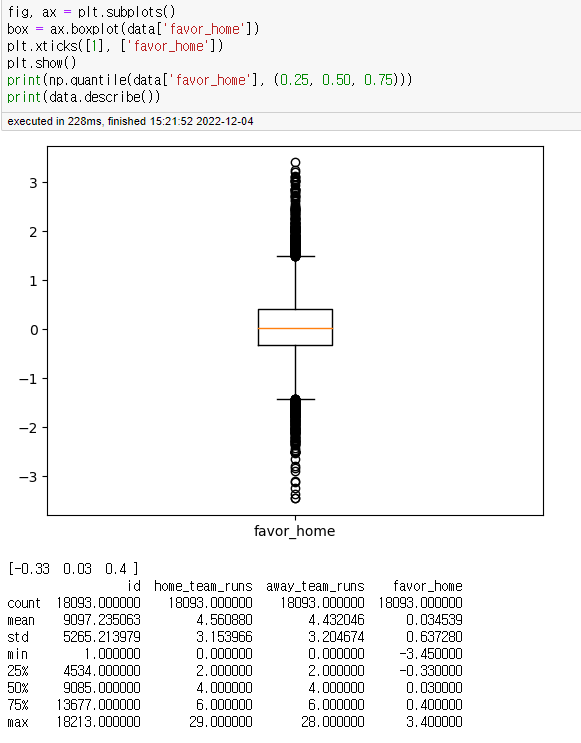 fig, ax = plt.subplots()
box = ax.boxplot(data['favor_home'])
plt.xticks([1], ['favor_home'])
plt.show()
print(np.quantile(data['favor_home'], (0.25, 0.50, 0.75)))
print(data.describe())
executed in 228ms, finished 15:21:52 2022-12-04
3
2
1
0
−1
−2
−3
favor_home
[-0.33  0.03  0.4 ]
id  home_team_runs  away_team_runs  favor_home
count  18093.000000  18093.000000  18093.000000  18093.000000
mean  9097.235063  4.560880  4.432046  0.034539
std  5265.213979  3.153966  3.204674  0.637280
min  1.000000  0.000000  0.000000  -3.450000
25%  4534.000000  2.000000  2.000000  -0.330000
50%  9085.000000  4.000000  4.000000  0.030000
75%  13677.000000  6.000000  6.000000  0.400000
max  18213.000000  29.000000  28.000000  3.400000